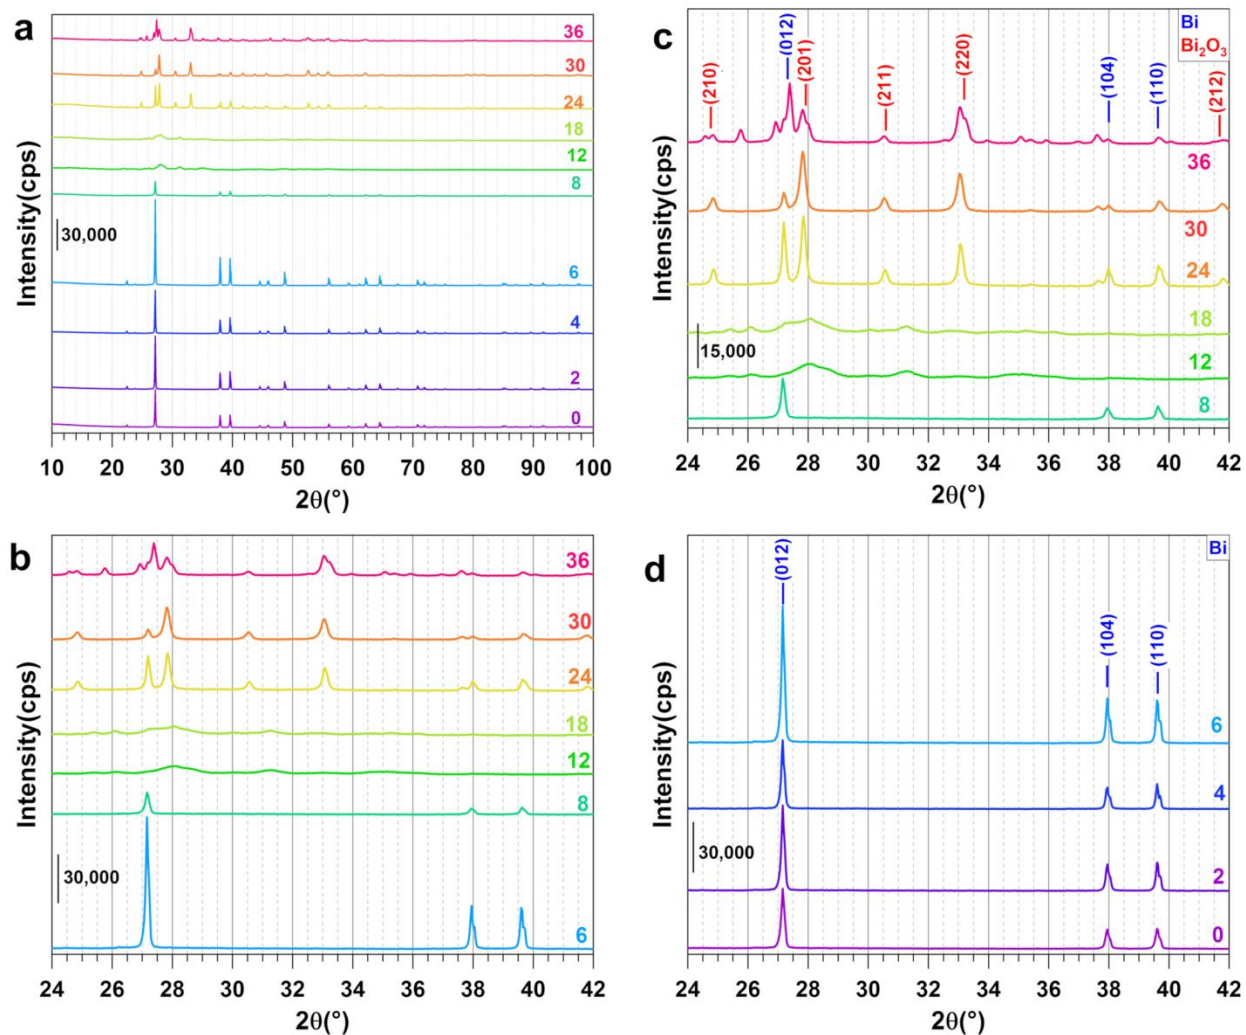 a
Intensity(cps)
36
30
24
18
12
8
30,000
6
4
2
0
10 20 30 40 50 60 70 80 90 100
2θ(°)
c
Intensity(cps)
Bi
Bi₂O₃
(210)
(012)
(201)
(211)
(220)
(104)
(110)
(212)
36
30
24
18
15,000
12
8
24 26 28 30 32 34 36 38 40 42
2θ(°)
b
Intensity(cps)
36
30
24
18
12
8
30,000
6
24 26 28 30 32 34 36 38 40 42
2θ(°)
d
Intensity(cps)
Bi
(012)
(104)
(110)
6
4
30,000
2
0
24 26 28 30 32 34 36 38 40 42
2θ(°)